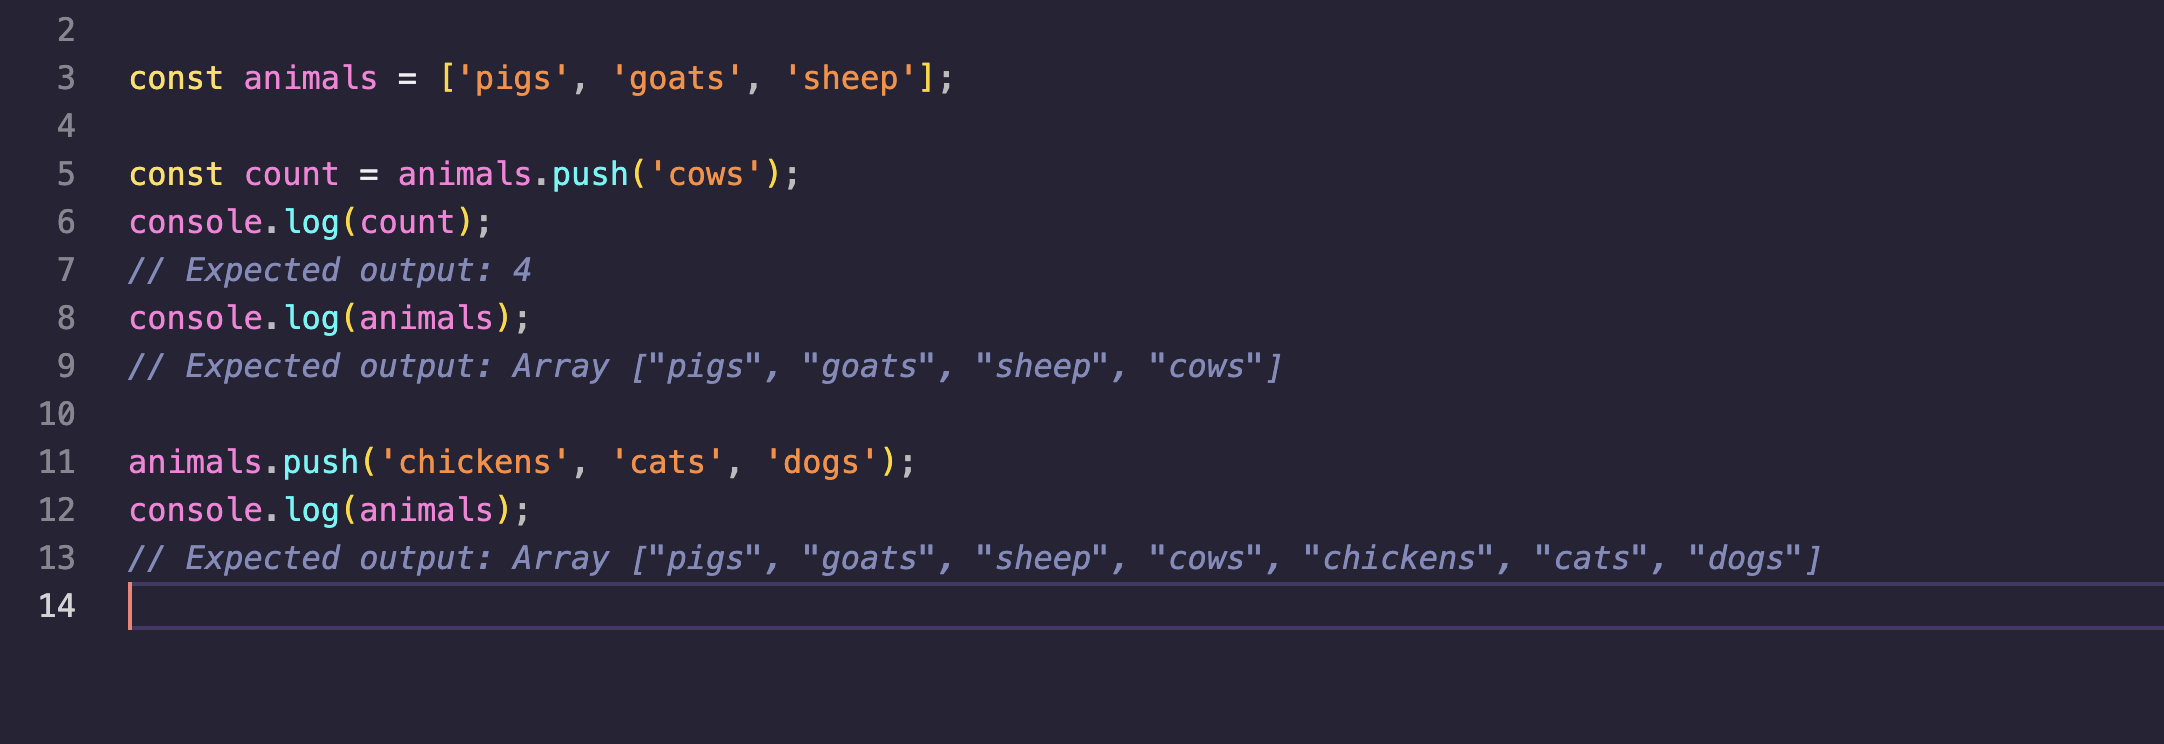 2
3 const animals = ['pigs', 'goats', 'sheep'];
4
5 const count = animals.push('cows');
6 console.log(count);
7 // Expected output: 4
8 console.log(animals);
9 // Expected output: Array ["pigs", "goats", "sheep", "cows"]
10
11 animals.push('chickens', 'cats', 'dogs');
12 console.log(animals);
13 // Expected output: Array ["pigs", "goats", "sheep", "cows", "chickens", "cats", "dogs"]
14